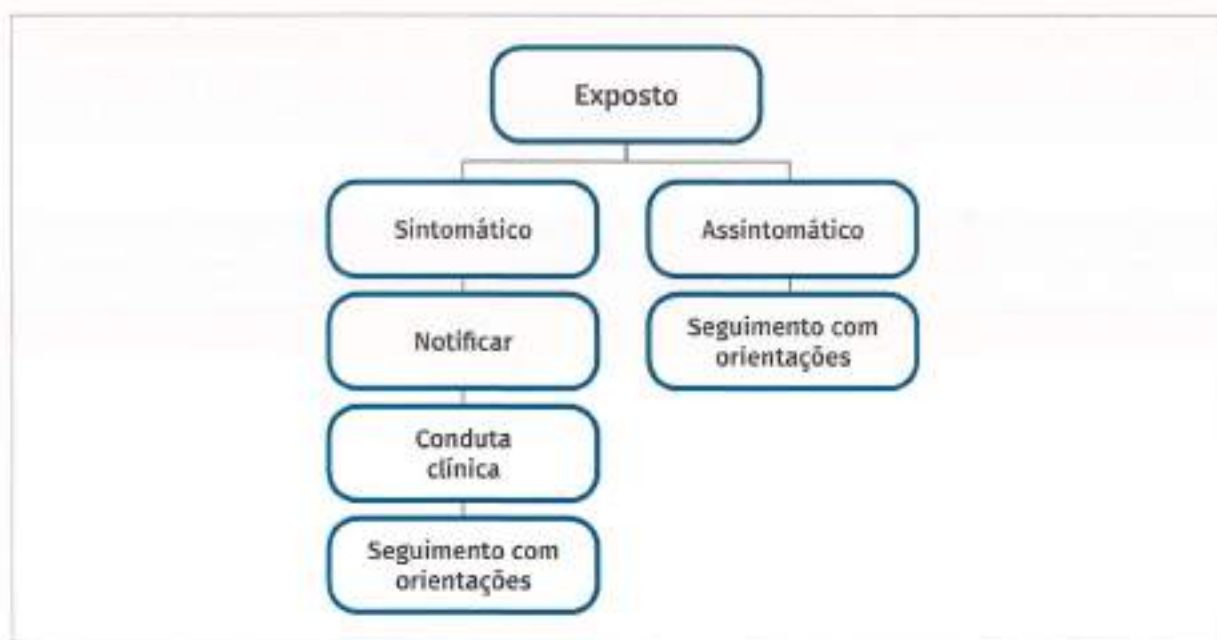 Exposto
Sintomático
Assintomático
Notificar
Seguimento com
orientações
Conduta
clínica
Seguimento com
orientações